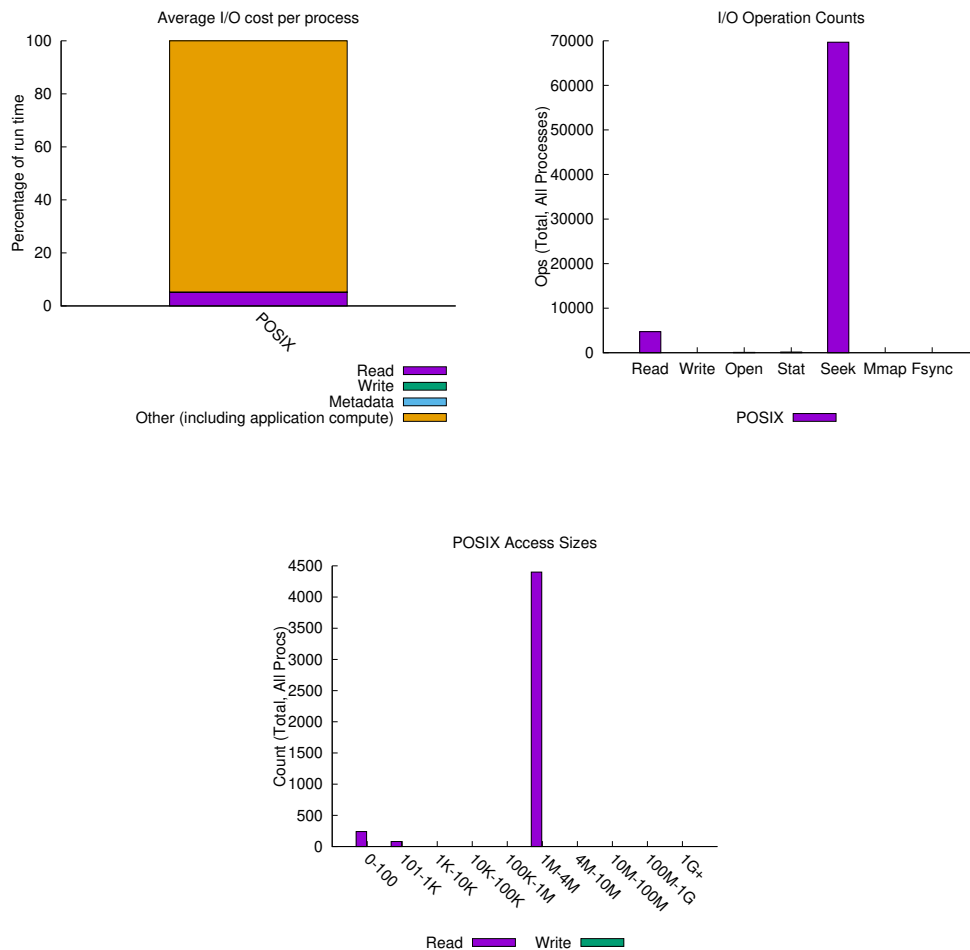 Average I/O cost per process
Percentage of run time
100
80
60
40
20
0
POSIX
Read
Write
Metadata
Other (including application compute)
I/O Operation Counts
Ops (Total, All Processes)
70000
60000
50000
40000
30000
20000
10000
0
Read Write Open Stat Seek Mmap Fsync
POSIX
POSIX Access Sizes
Count (Total, All Procs)
4500
4000
3500
3000
2500
2000
1500
1000
500
0
0-100
101-1K
1K-10K
10K-100K
100K-1M
1M-4M
4M-10M
10M-100M
100M-1G
1G+
Read Write